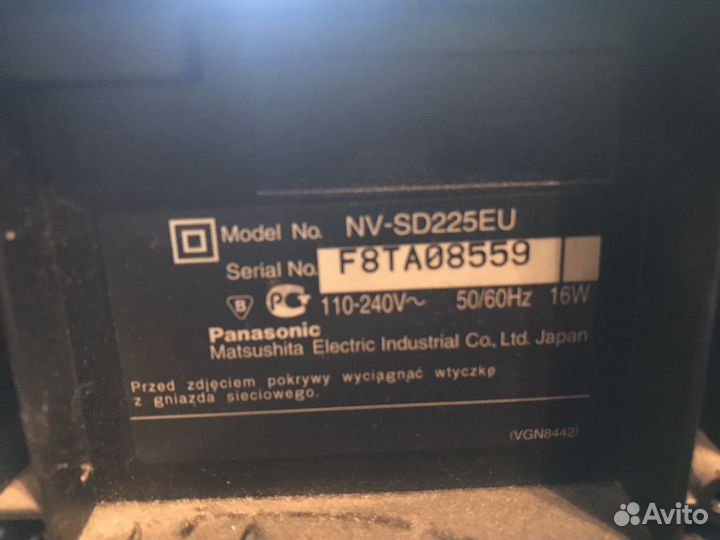 Model No. NV-SD225EU
Serial No. F8TA08559
B PG 110-240V~ 50/60Hz 16W
Panasonic
Matsushita Electric Industrial Co., Ltd. Japan
Przed zdjęciem pokrywy wyciągnąć wtyczkę
z gniazda sieciowego.
(VGN8442)
Avito